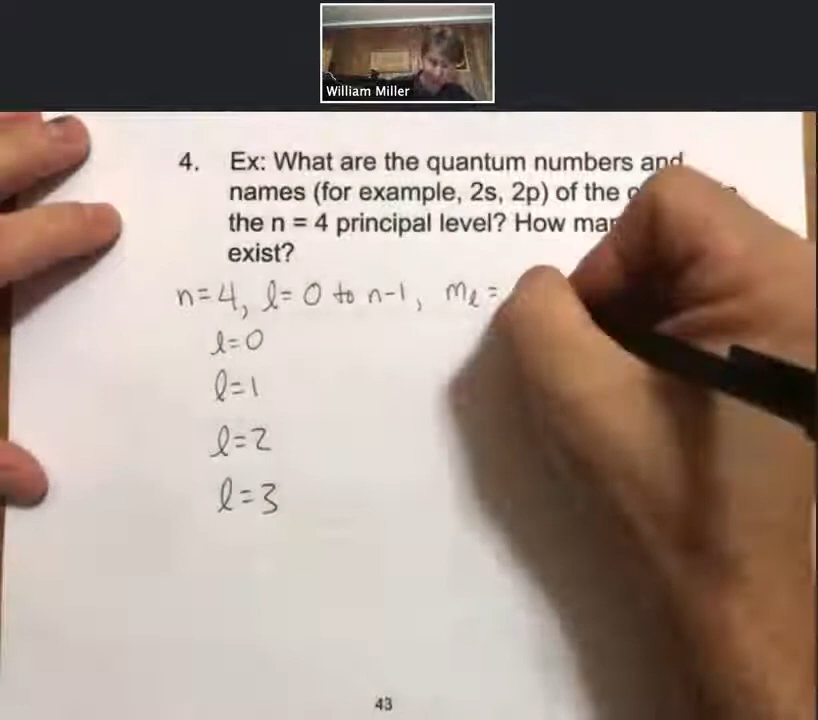 William Miller
4. Ex: What are the quantum numbers and
names (for example, 2s, 2p) of the
the n = 4 principal level? How
exist?
n=4, ℓ= 0 to n-1, mℓ =
ℓ=0
ℓ=1
ℓ=2
ℓ=3
43